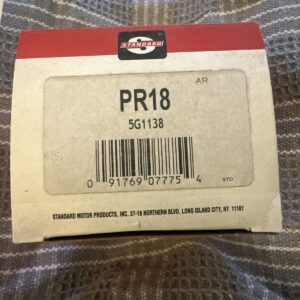 STANDARD
AR
PR18
5G1138
0 91769 07775 4
STD
STANDARD MOTOR PRODUCTS, INC. 37-18 NORTHERN BLVD. LONG ISLAND CITY, NY 11101